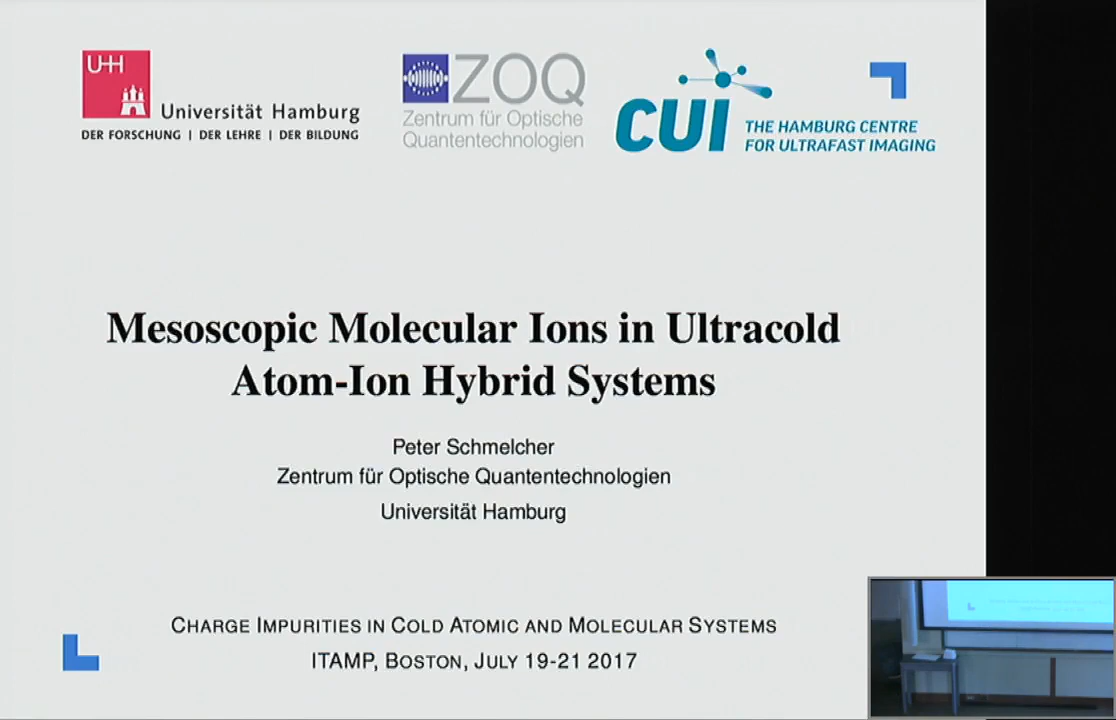 UHH
Universität Hamburg
DER FORSCHUNG | DER LEHRE | DER BILDUNG
ZOQ
Zentrum für Optische
Quantentechnologien
CUI
THE HAMBURG CENTRE
FOR ULTRAFAST IMAGING
Mesoscopic Molecular Ions in Ultracold
Atom-Ion Hybrid Systems
Peter Schmelcher
Zentrum für Optische Quantentechnologien
Universität Hamburg
CHARGE IMPURITIES IN COLD ATOMIC AND MOLECULAR SYSTEMS
ITAMP, BOSTON, JULY 19-21 2017